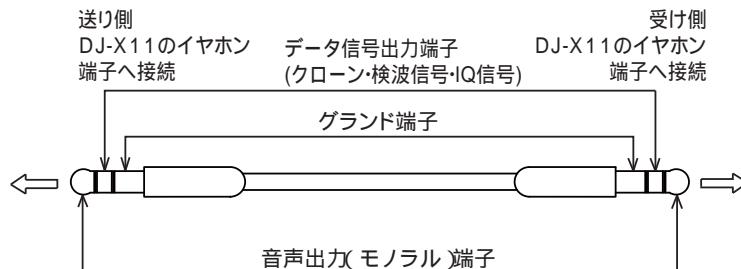 送り側
DJ-X11のイヤホン
端子へ接続
データ信号出力端子
(クローン・検波信号・IQ信号)
受け側
DJ-X11のイヤホン
端子へ接続
グランド端子
音声出力(モノラル)端子